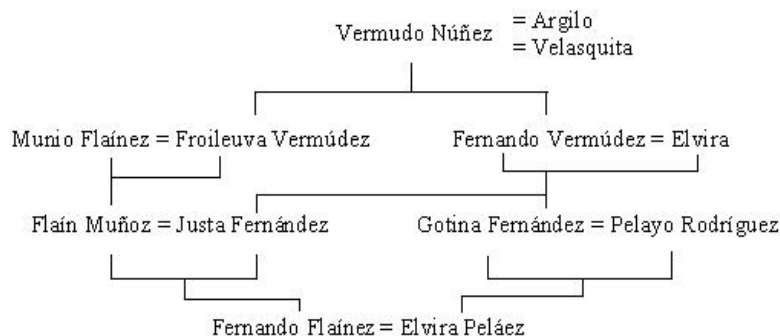 Vermudo Núñez = Argilo
= Velasquita
Munio Flaínez = Froileuva Vermúdez Fernando Vermúdez = Elvira
Flaín Muñoz = Justa Fernández Gotina Fernández = Pelayo Rodríguez
Fernando Flaínez = Elvira Peláez